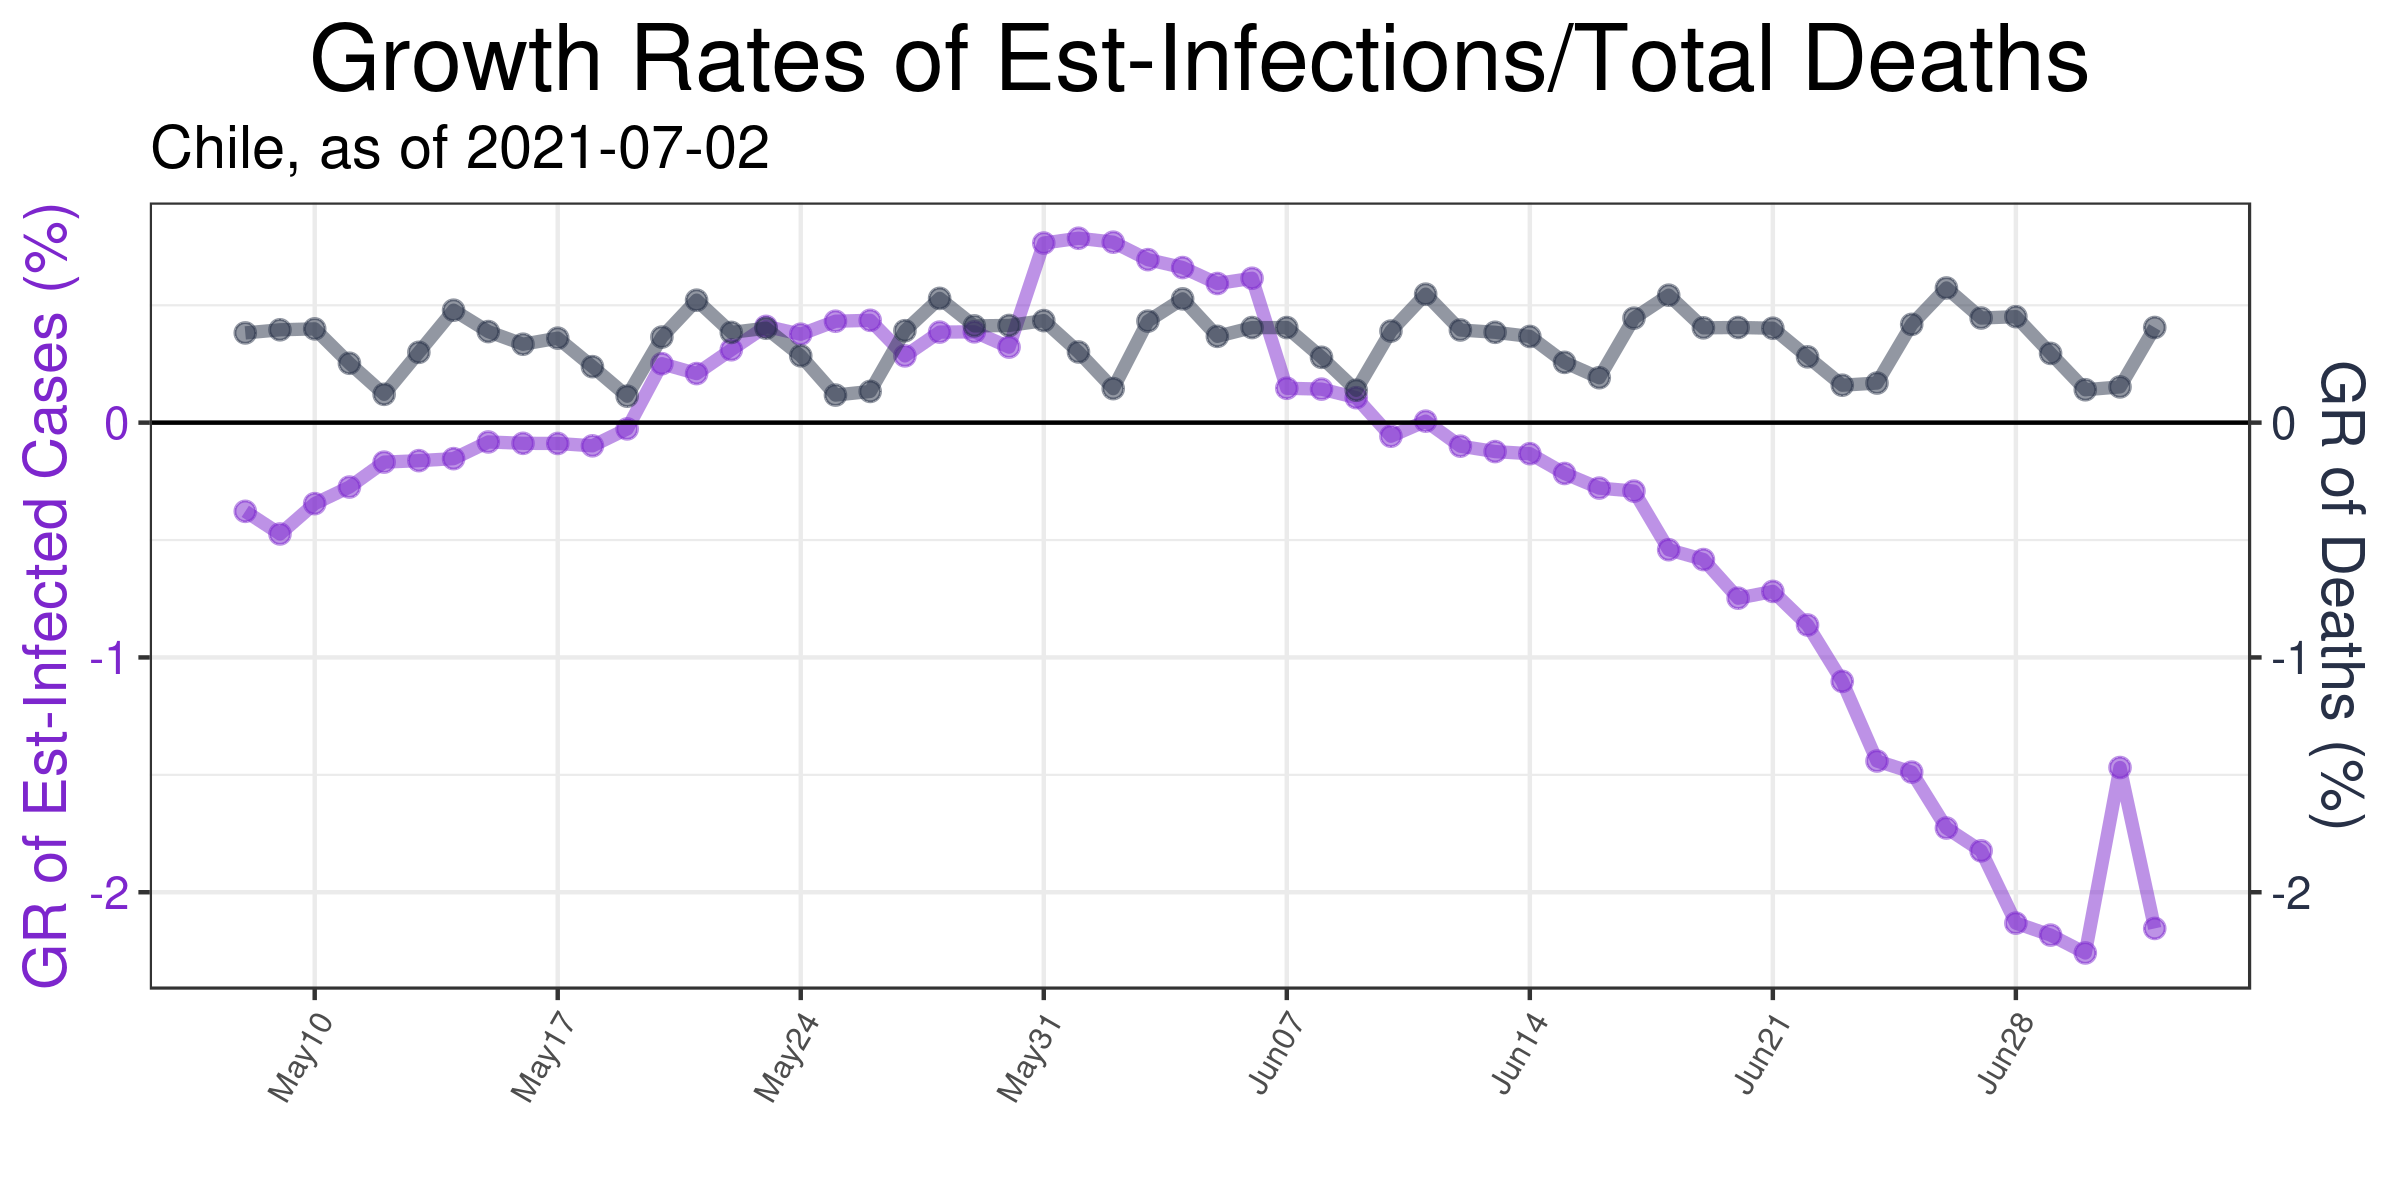 Growth Rates of Est-Infections/Total Deaths
Chile, as of 2021-07-02
GR of Est-Infected Cases (%)
0
-1
-2
0
-1
-2
GR of Deaths (%)
May10
May17
May24
May31
Jun07
Jun14
Jun21
Jun28